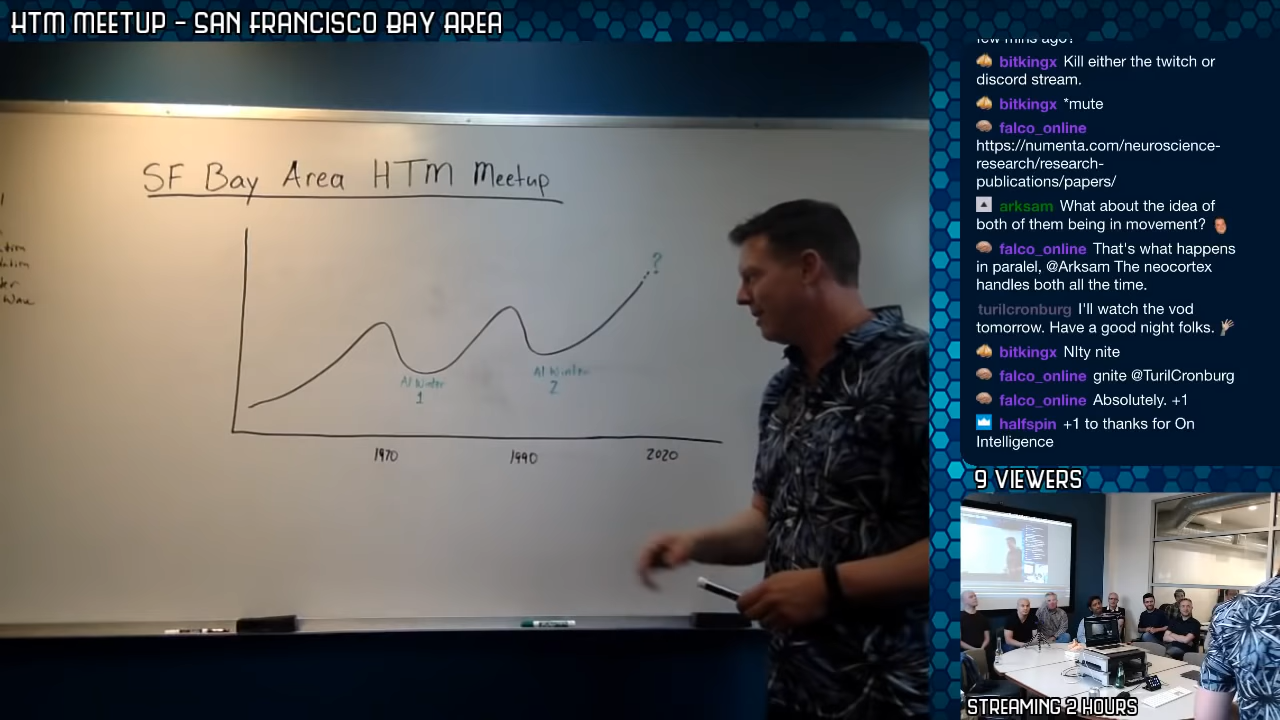 HTM MEETUP - SAN FRANCISCO BAY AREA
SF Bay Area HTM Meetup
?
AI Winter
1
AI Winter
2
1970
1990
2020
few mins ago?
bitkingx Kill either the twitch or
discord stream.
bitkingx *mute
falco_online
https://numenta.com/neuroscience-
research/research-
publications/papers/
arksam What about the idea of
both of them being in movement?
falco_online That's what happens
in paralel, @Arksam The neocortex
handles both all the time.
turilcronburg I'll watch the vod
tomorrow. Have a good night folks.
bitkingx NIty nite
falco_online gnite @TurilCronburg
falco_online Absolutely. +1
halfspin +1 to thanks for On
Intelligence
9 VIEWERS
STREAMING 2 HOURS